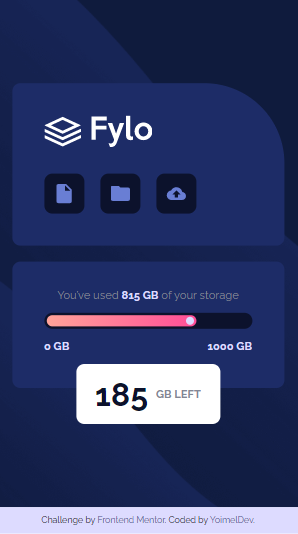 Fylo
You've used 815 GB of your storage
0 GB
1000 GB
185 GB LEFT
Challenge by Frontend Mentor. Coded by YoimelDev.